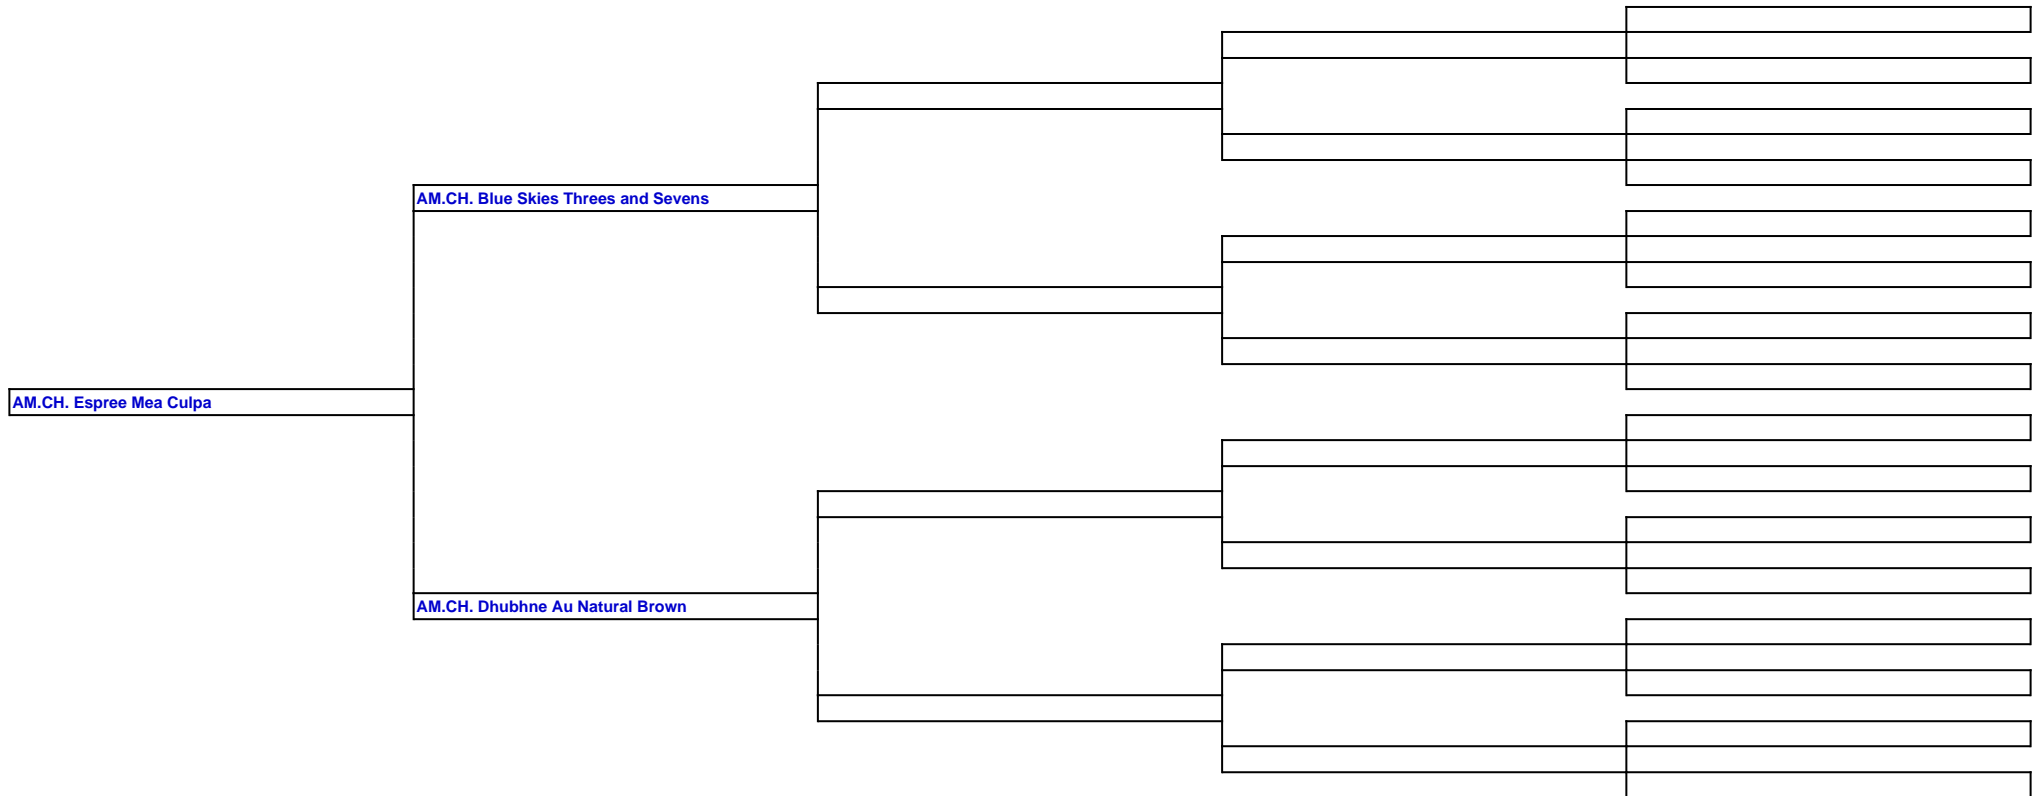 AM.CH. Blue Skies Threes and Sevens
AM.CH. Espree Mea Culpa
AM.CH. Dhubhne Au Natural Brown